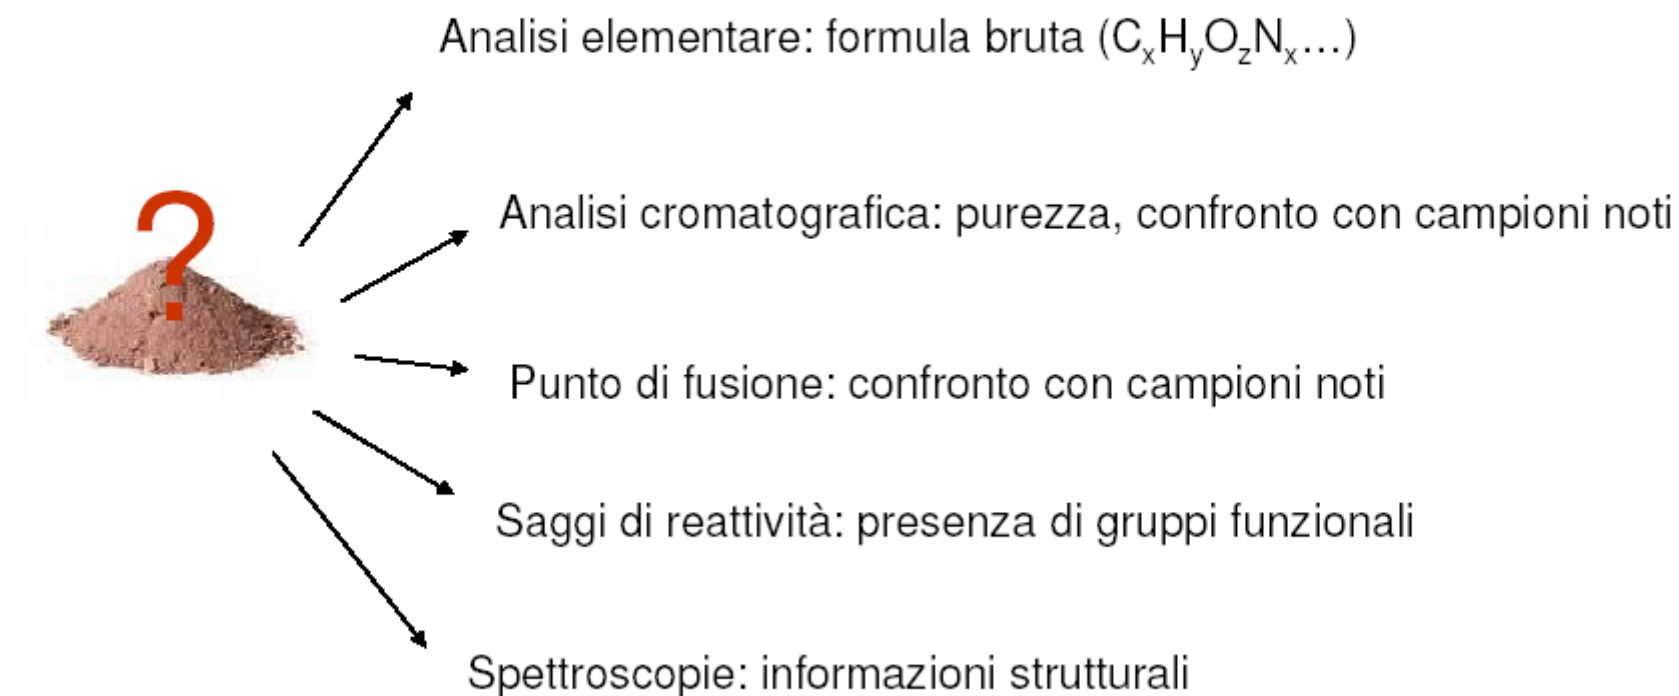 Analisi elementare: formula bruta (CxHyOzNx...)
?
Analisi cromatografica: purezza, confronto con campioni noti
Punto di fusione: confronto con campioni noti
Saggi di reattività: presenza di gruppi funzionali
Spettroscopie: informazioni strutturali